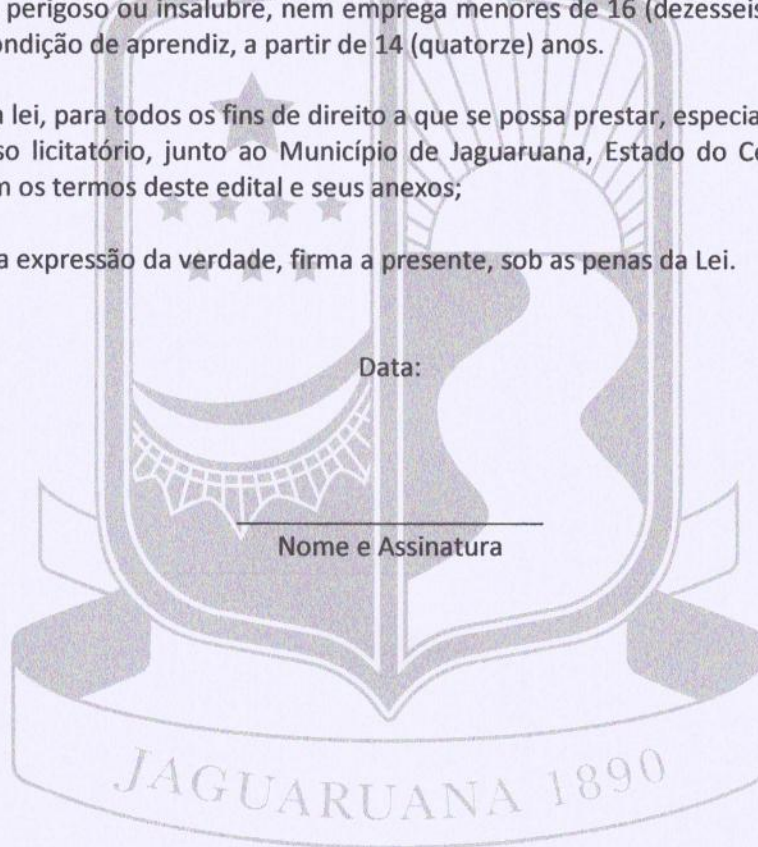 perigoso ou insalubre, nem emprega menores de 16 (dezesseis
ondição de aprendiz, a partir de 14 (quatorze) anos.
lei, para todos os fins de direito a que se possa prestar, especia
so licitatório, junto ao Município de Jaguaruana, Estado do Ce
m os termos deste edital e seus anexos;
a expressão da verdade, firma a presente, sob as penas da Lei.
Data:
Nome e Assinatura
JAGUARUANA 1890